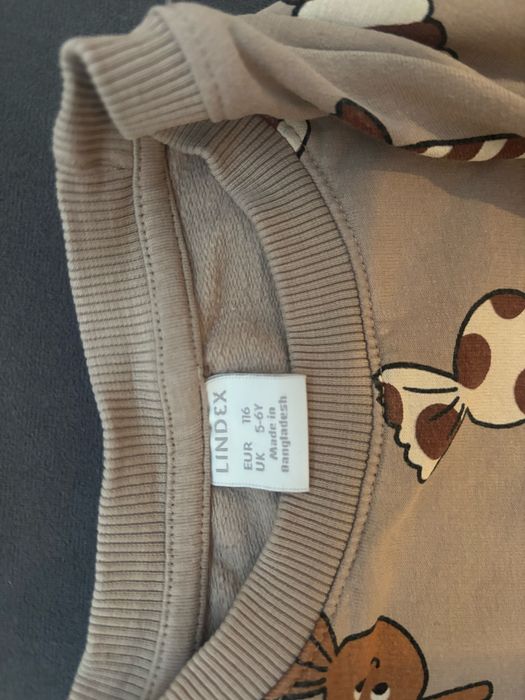 LINDEX
EUR 116
UK 5-6Y
Made in
Bangladesh